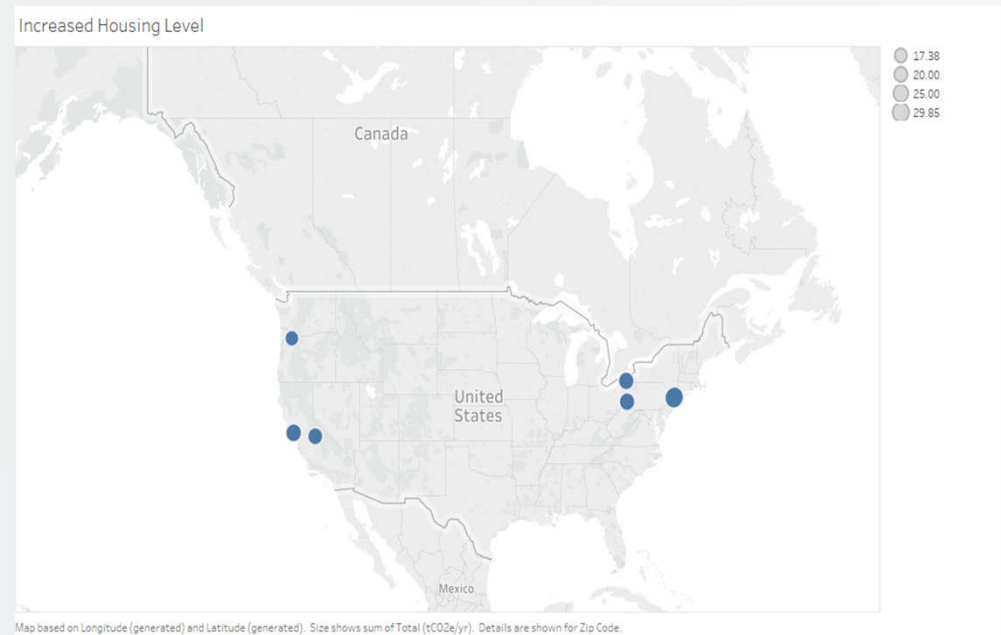 Increased Housing Level
17.38
20.00
25.00
29.85
Canada
United
States
Mexico
Map based on Longitude (generated) and Latitude (generated). Size shows sum of Total (tCO2e/yr). Details are shown for Zip Code.